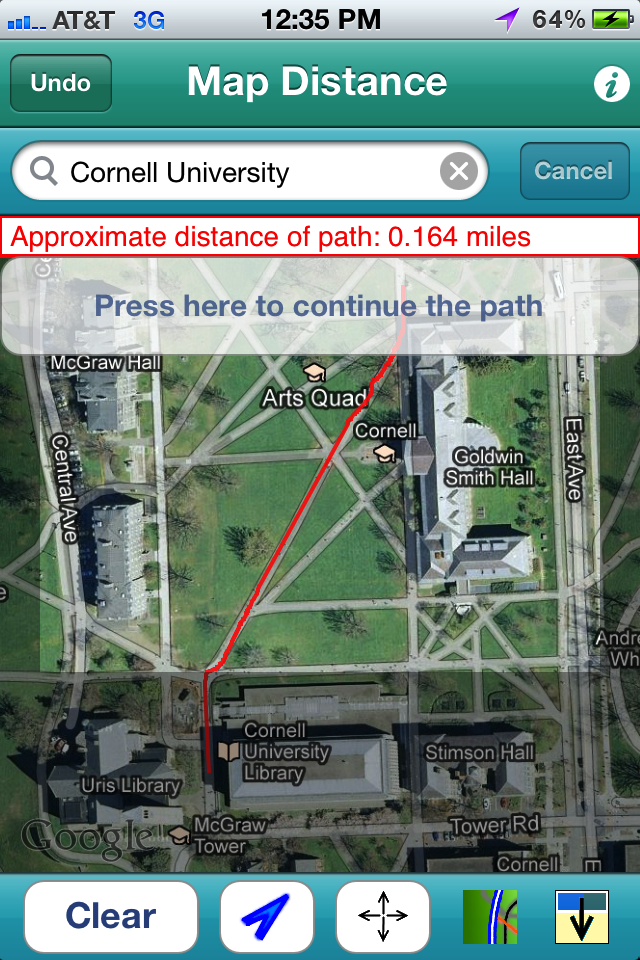 AT&T 3G 12:35 PM 64%
Undo
Map Distance
i
Cornell University
Cancel
Approximate distance of path: 0.164 miles
Press here to continue the path
McGraw Hall
Arts Quad
Cornell
Goldwin
Smith Hall
East Ave
Central Ave
Andre
Wh
Cornell
University
Library
Stimson Hall
Uris Library
Google
McGraw
Tower
Tower Rd
Cornell
Clear